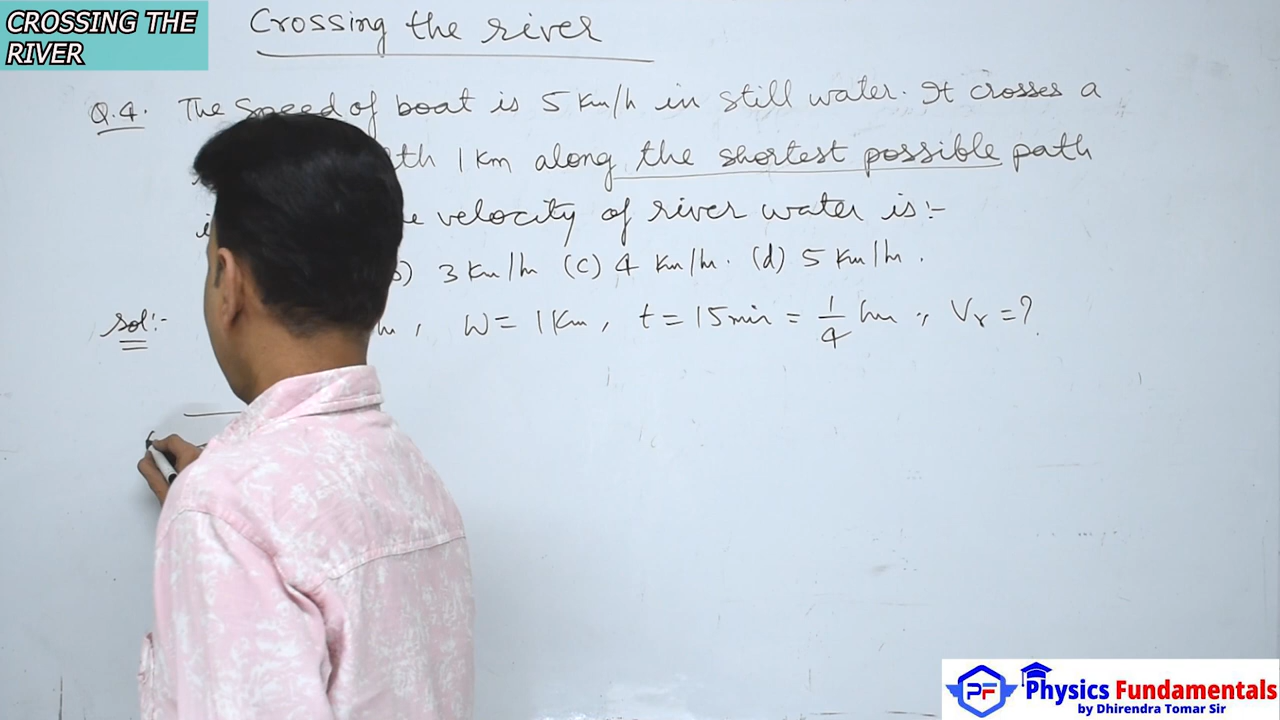 CROSSING THE
RIVER
Crossing the river
Q.4. The speed of boat is 5 Km/h in still water. It crosses a
1 Km along the shortest possible path
velocity of river water is :-
3 Km/h (c) 4 Km/h. (d) 5 Km/h.
Sol:- , W = 1 Km, t = 15 min = 1/4 hr ; Vr = ?
PF Physics Fundamentals
by Dhirendra Tomar Sir